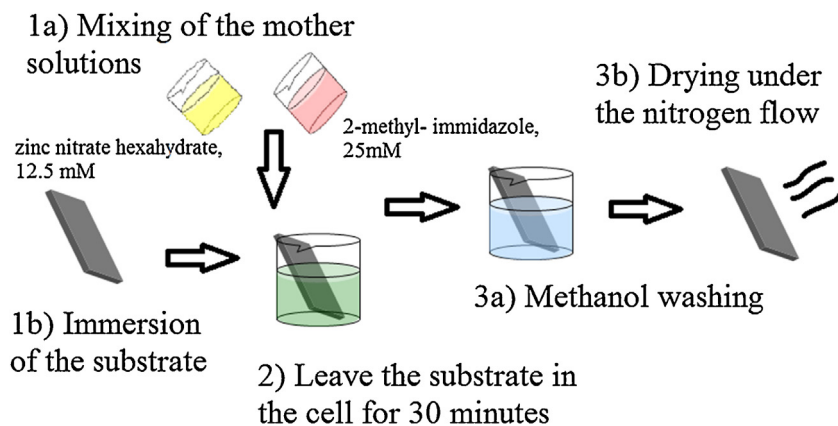 1a) Mixing of the mother
solutions
zinc nitrate hexahydrate,
12.5 mM
2-methyl- immidazole,
25mM
3b) Drying under
the nitrogen flow
1b) Immersion
of the substrate
2) Leave the substrate in
the cell for 30 minutes
3a) Methanol washing